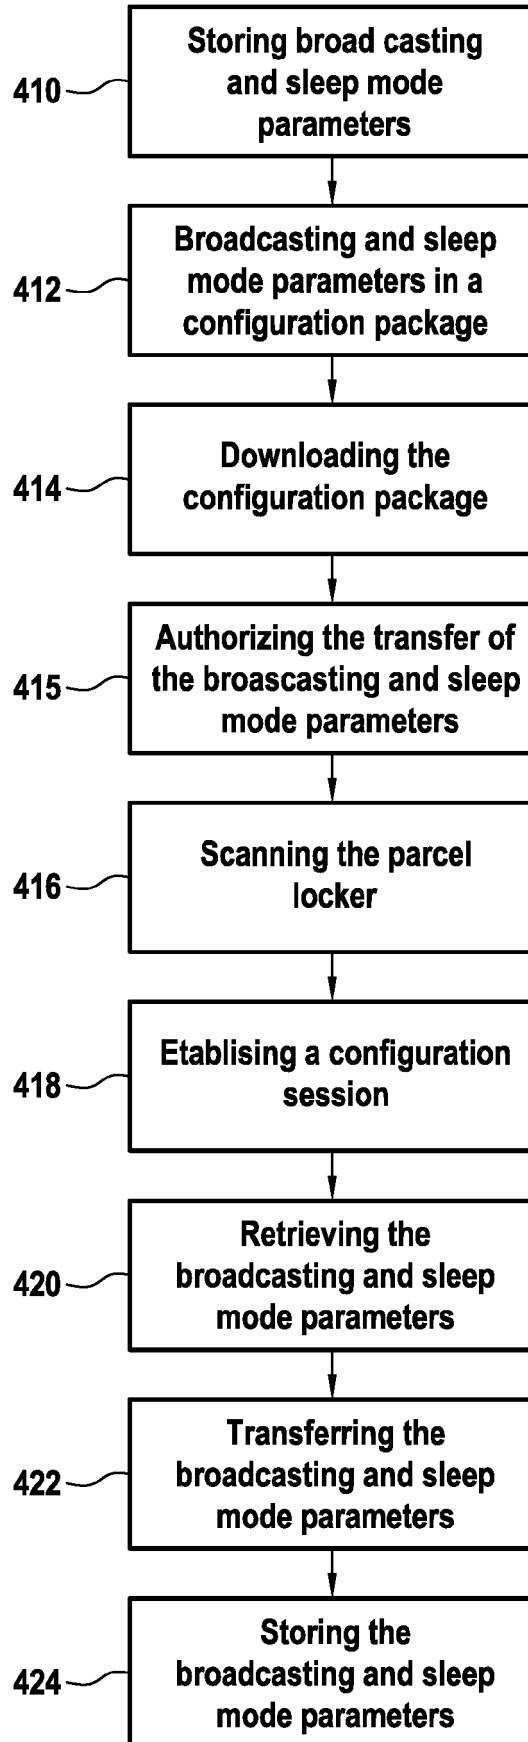 Storing broad casting
and sleep mode
parameters
410
Broadcasting and sleep
mode parameters in a
configuration package
412
Downloading the
configuration package
414
Authorizing the transfer of
the broascasting and sleep
mode parameters
415
Scanning the parcel
locker
416
Etablising a configuration
session
418
Retrieving the
broadcasting and sleep
mode parameters
420
Transferring the
broadcasting and sleep
mode parameters
422
Storing the
broadcasting and sleep
mode parameters
424